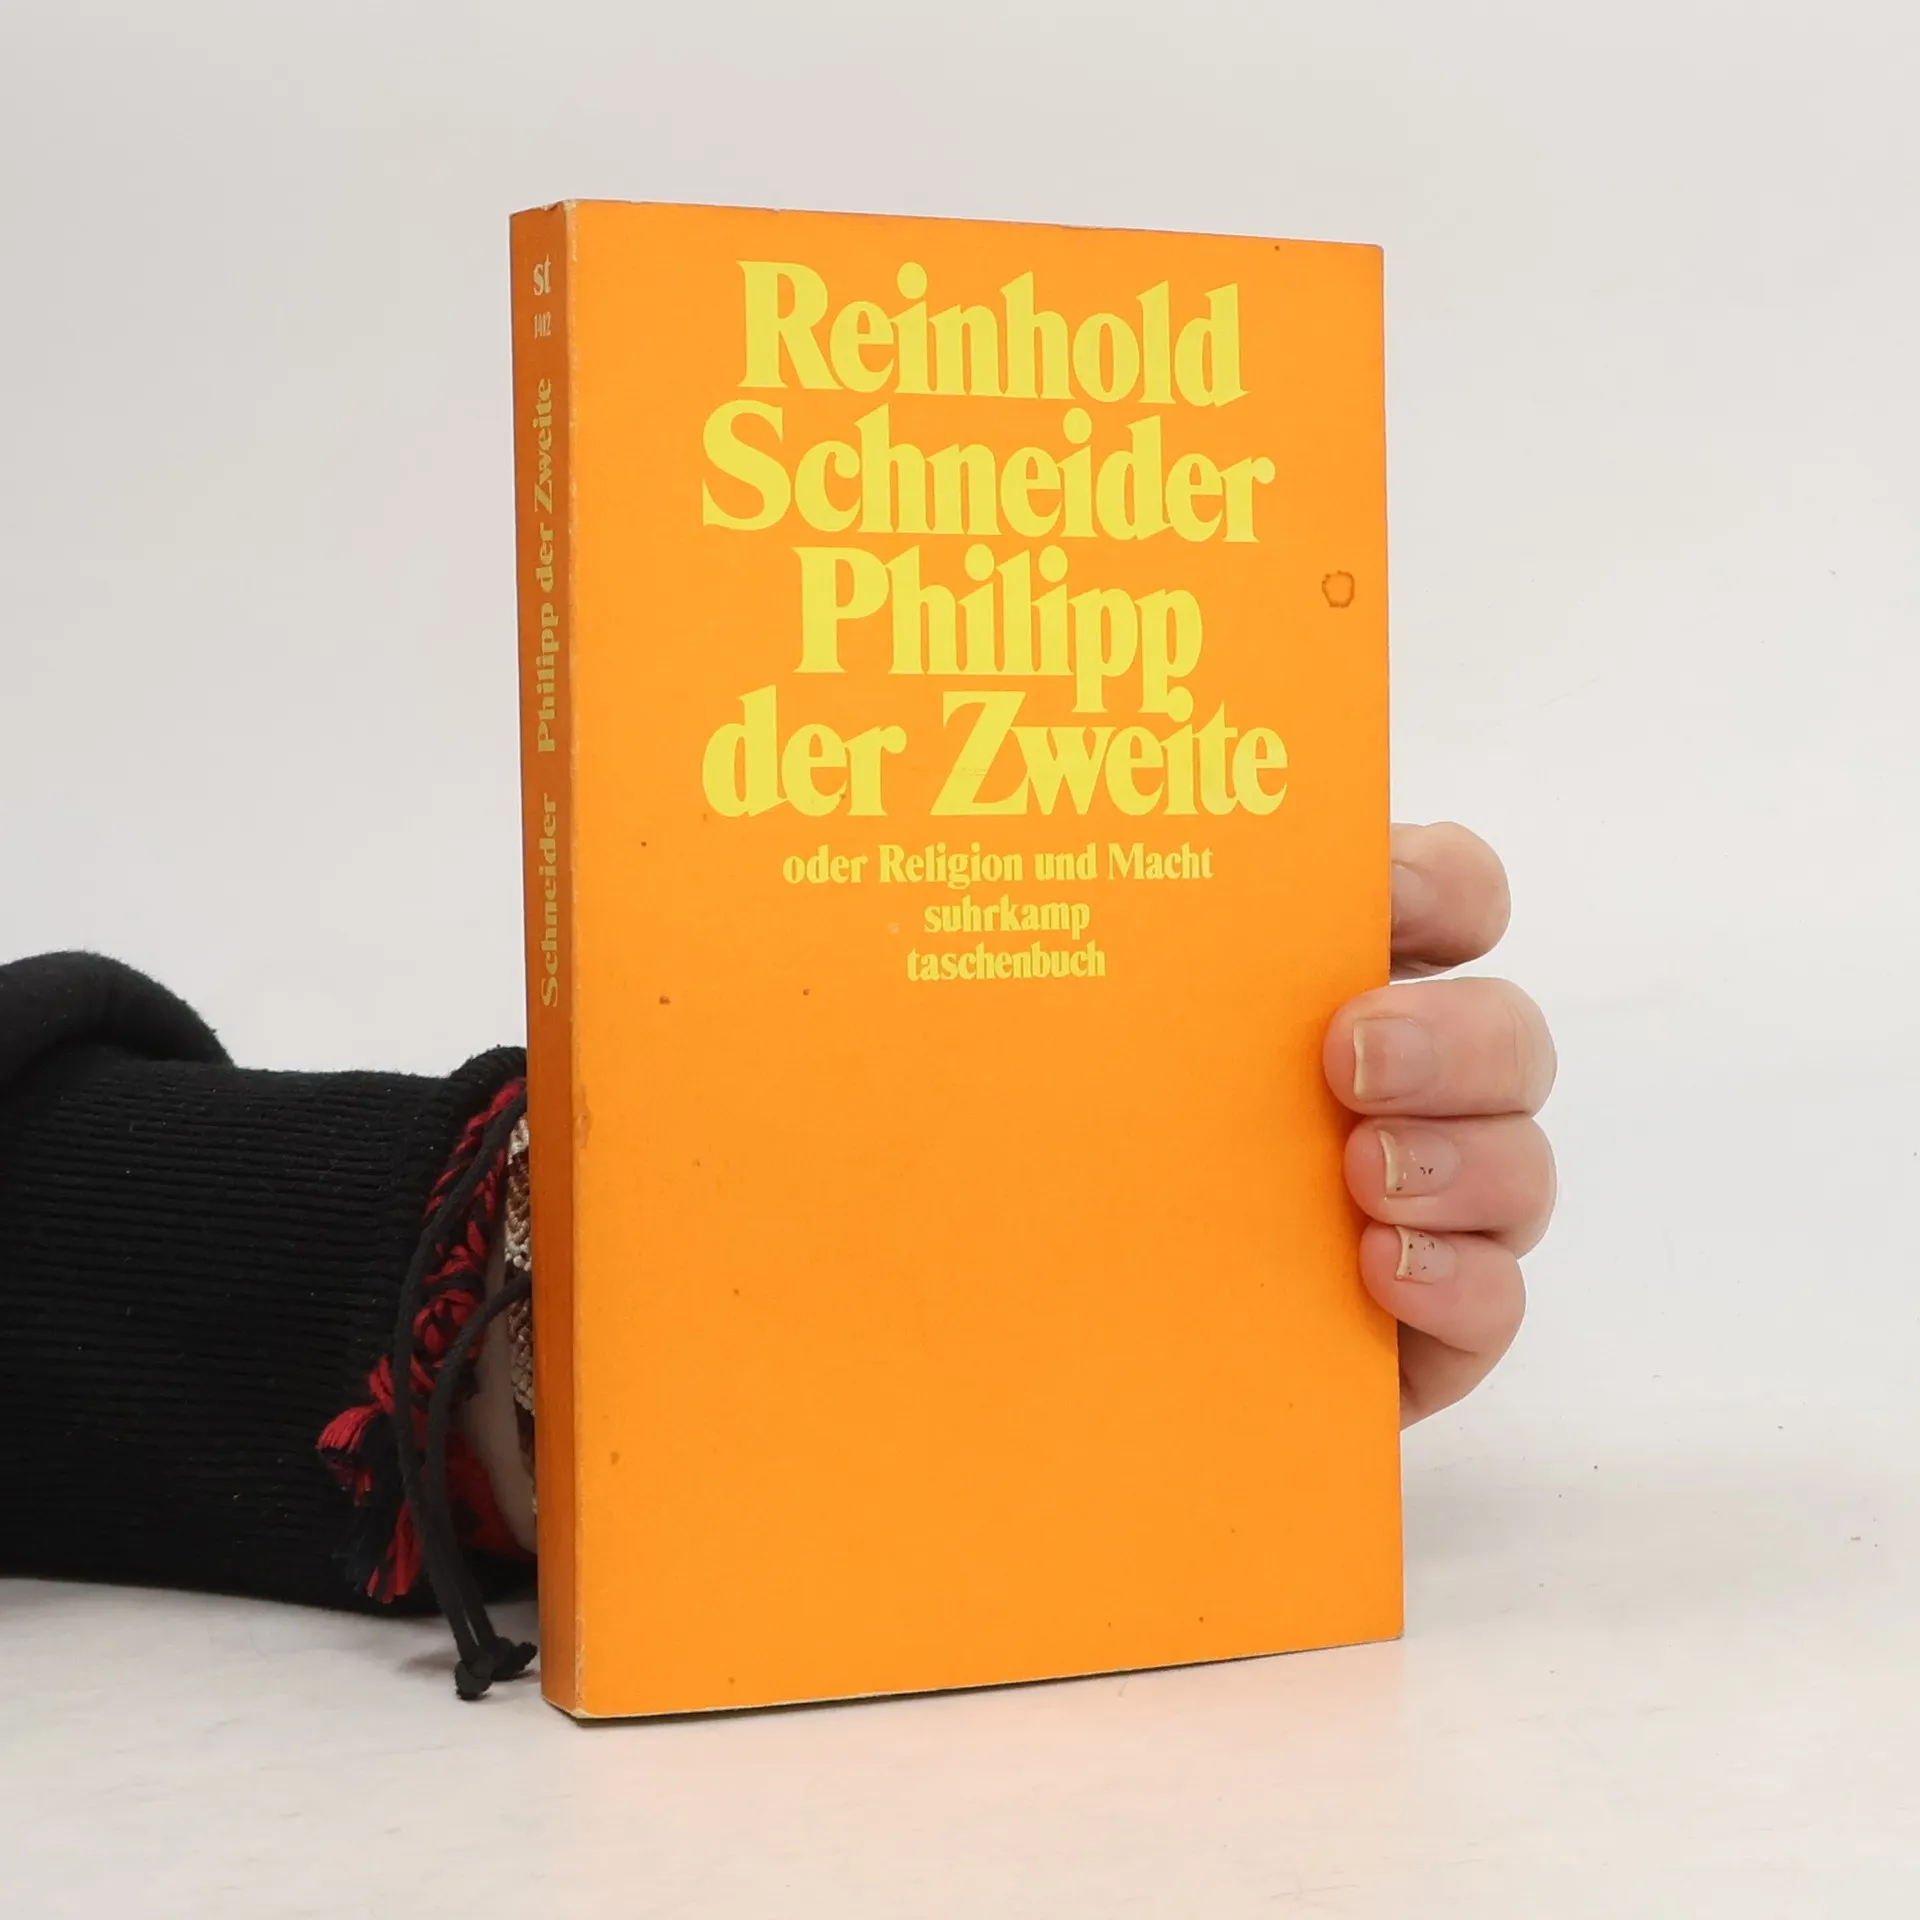 Reinhold
Schneider
Philipp
der Zweite
oder Religion und Macht
suhrkamp
taschenbuch
st
1412
Philipp der Zweite
Schneider